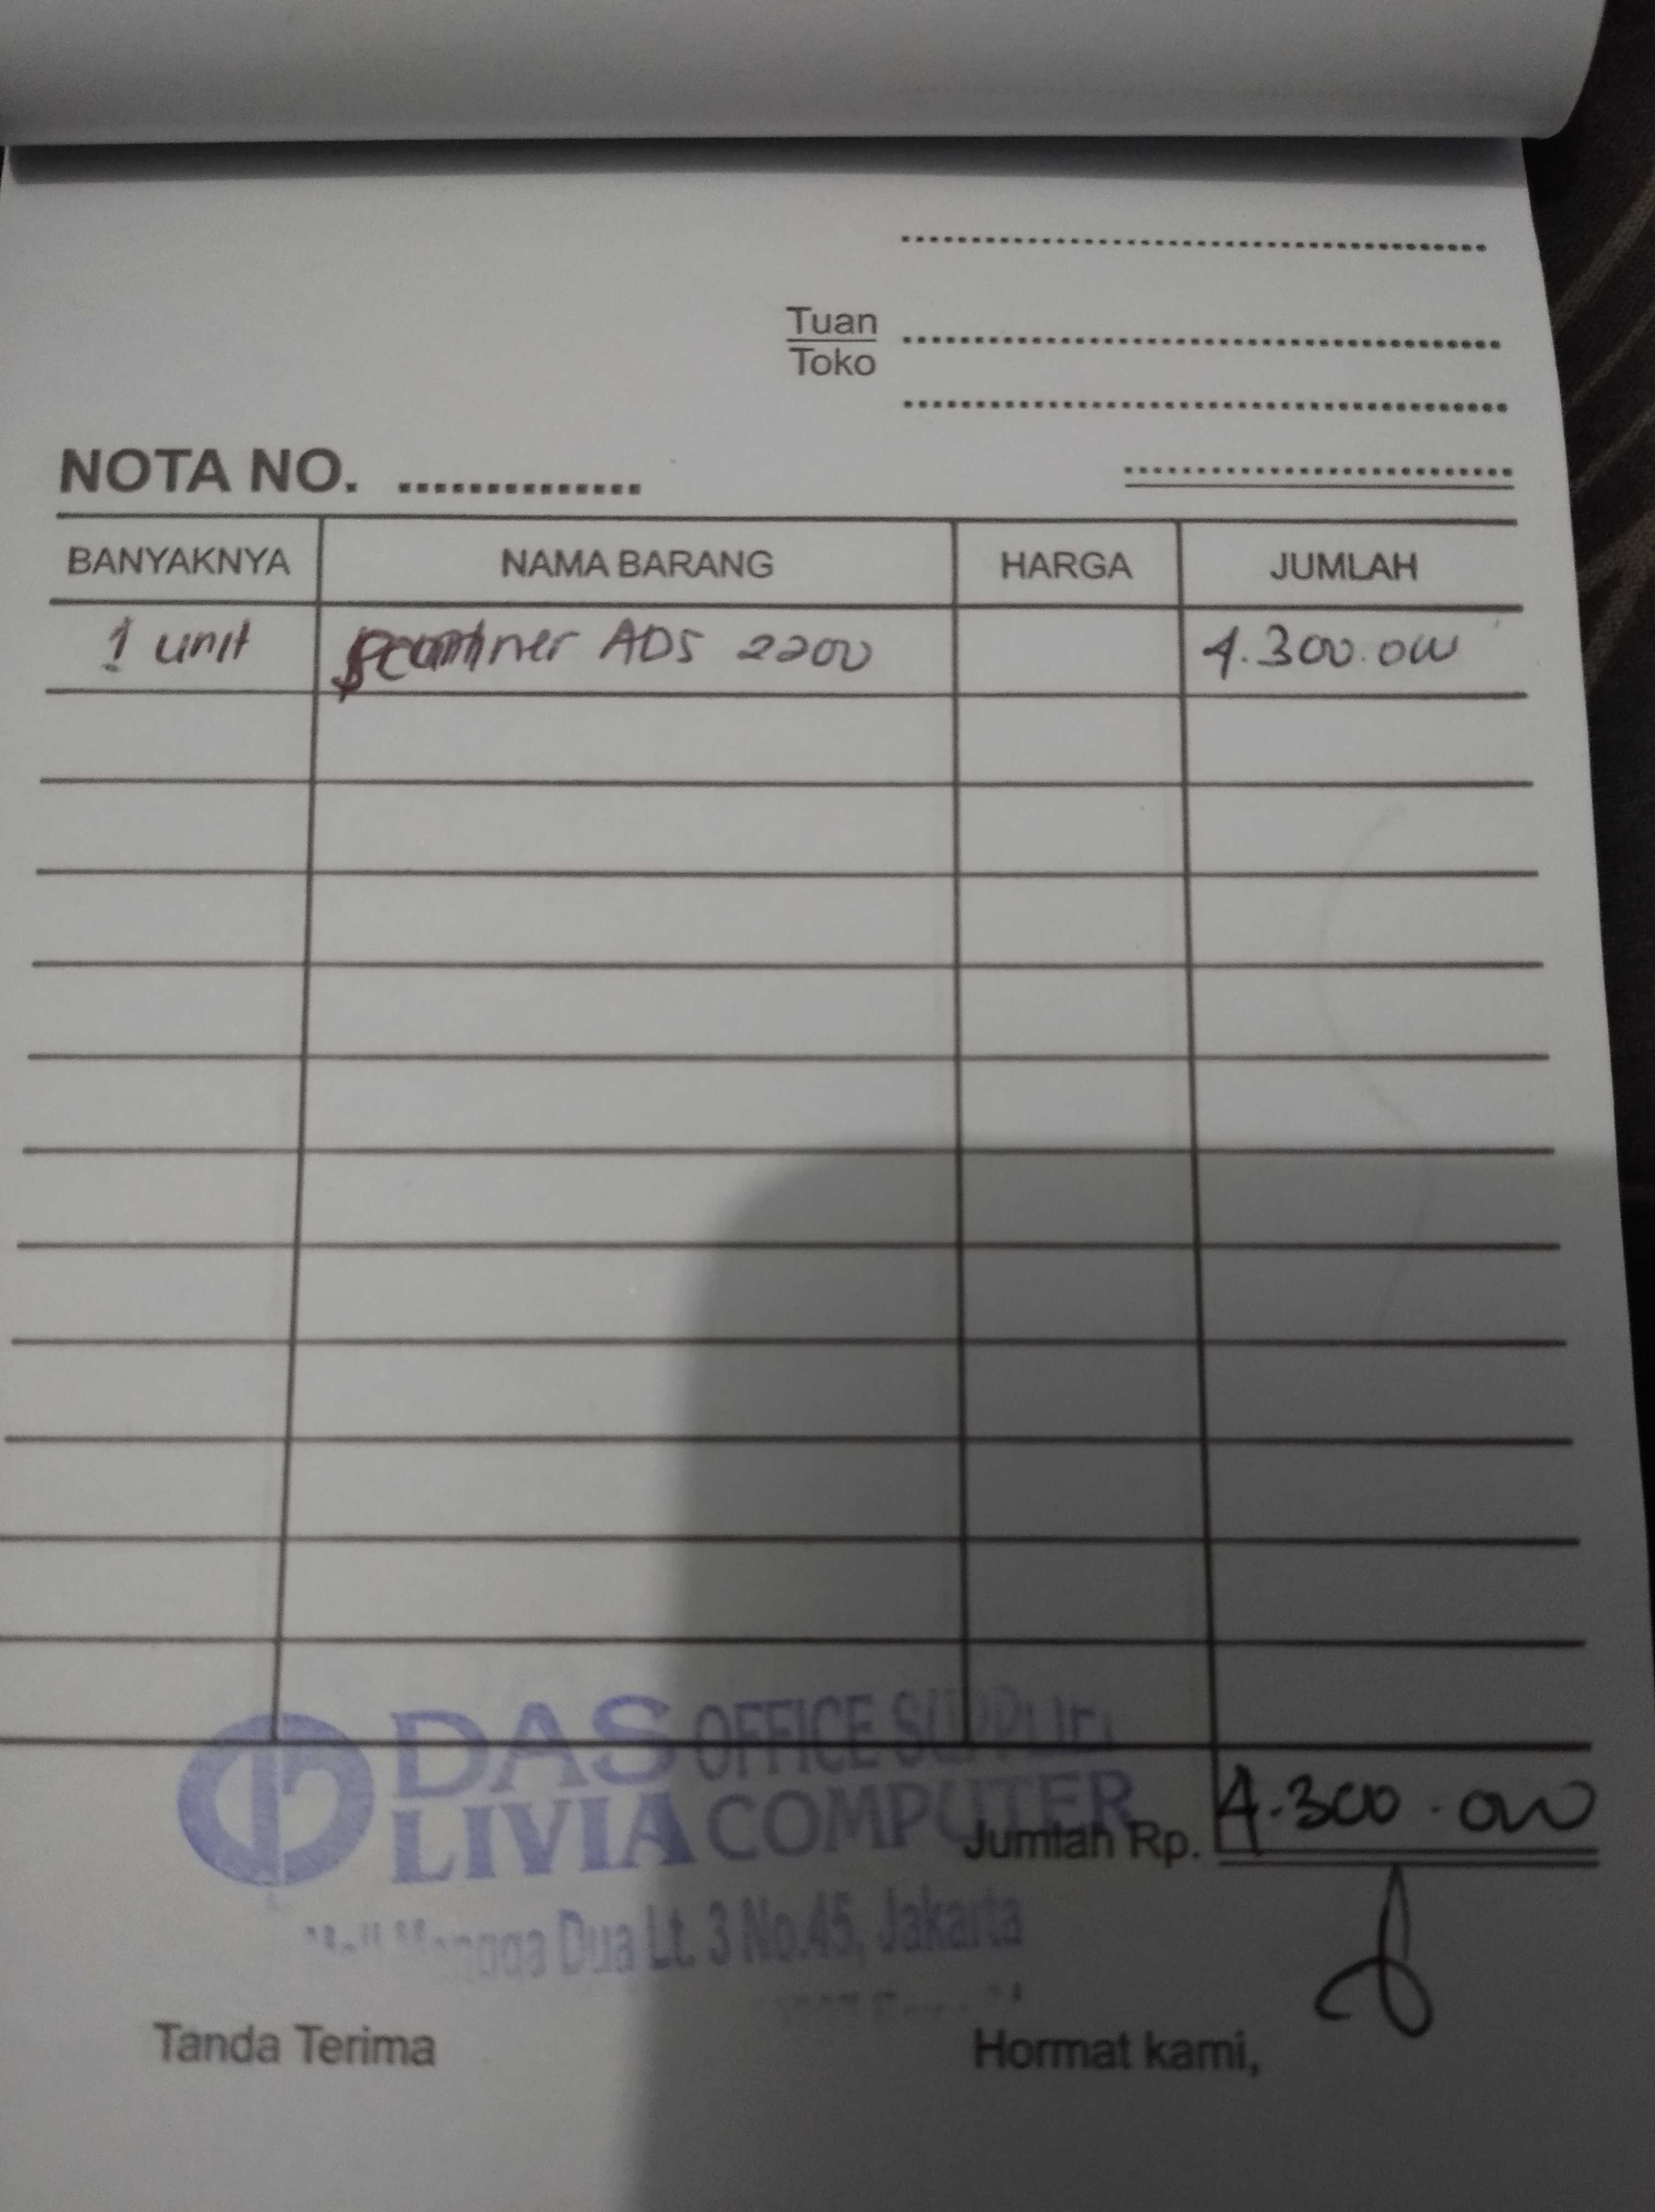 Tuan
Toko
NOTA NO. ..............
BANYAKNYA NAMA BARANG HARGA JUMLAH
1 unit Scanner ADS 2200 4.300.000
DAS OFFICE
LIVIA COMPUTER
Jumlah Rp. 4.300.000
Dua Lt. 3 No.45, Jakarta
Tanda Terima Hormat kami,